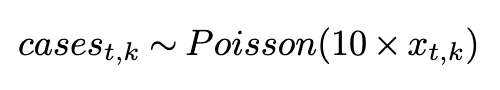 cases_{t,k} ∼ Poisson(10 × x_{t,k})